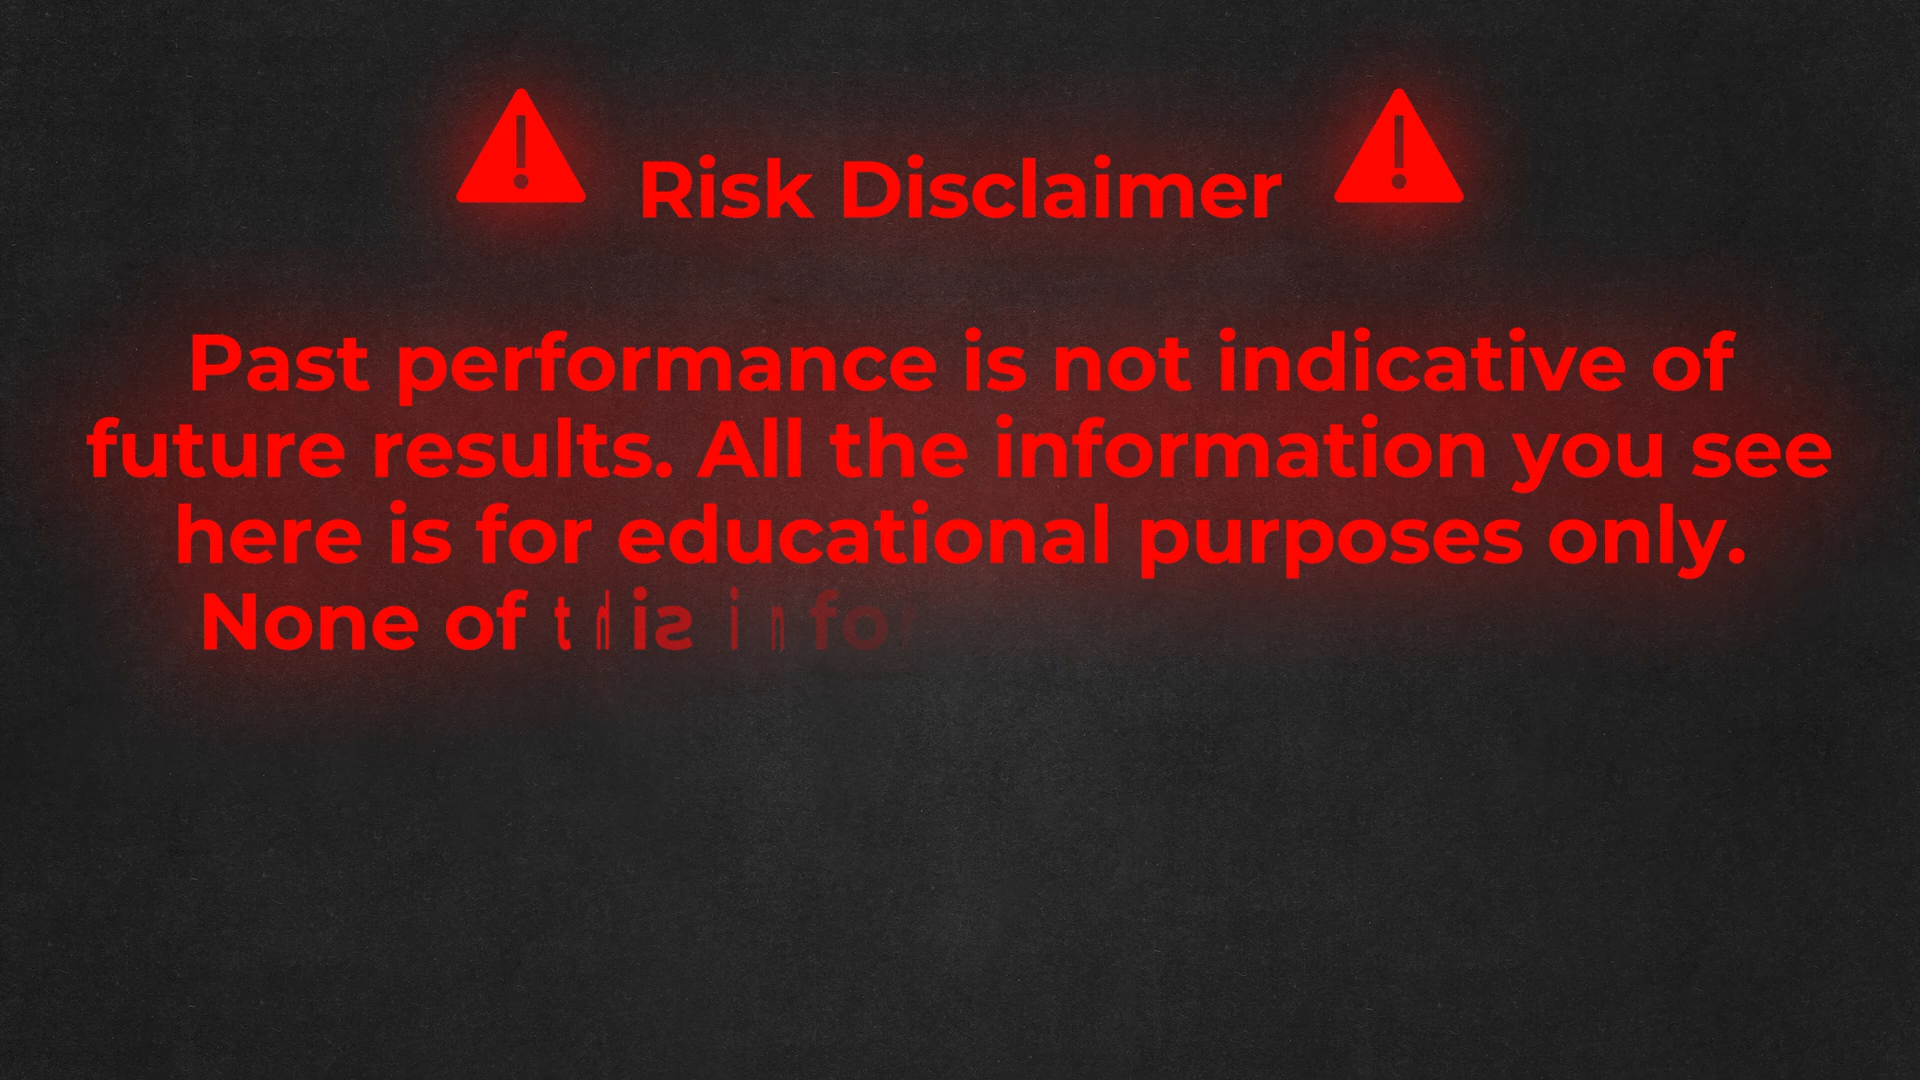 Risk Disclaimer
Past performance is not indicative of
future results. All the information you see
here is for educational purposes only.
None of this